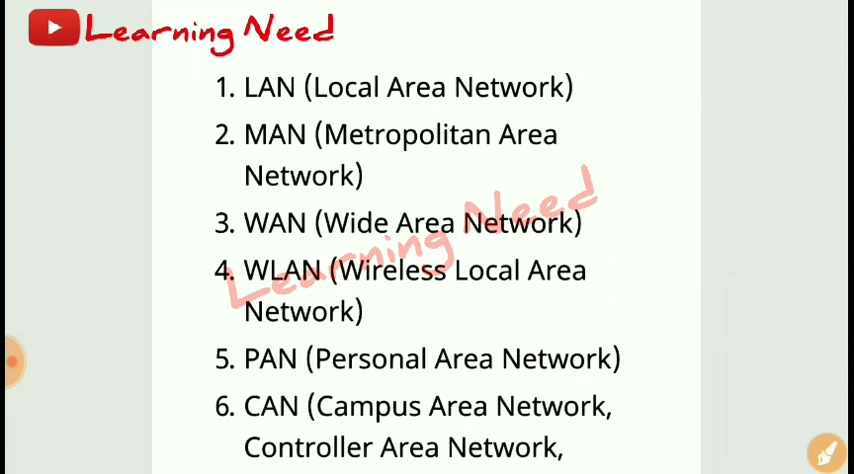 Learning Need
1. LAN (Local Area Network)
2. MAN (Metropolitan Area
Network)
3. WAN (Wide Area Network)
4. WLAN (Wireless Local Area
Network)
5. PAN (Personal Area Network)
6. CAN (Campus Area Network,
Controller Area Network,
Learning Need